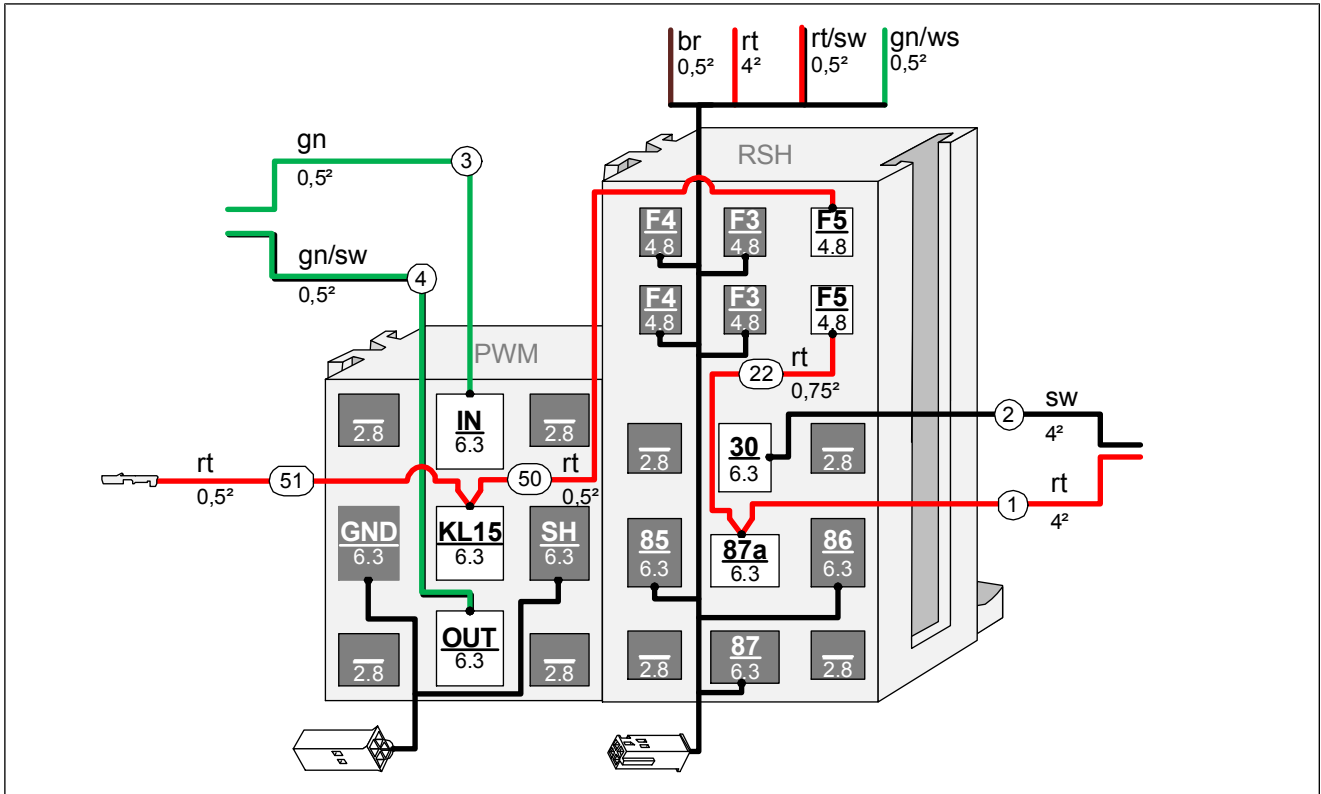 br
rt
rt/sw
gn/ws
0,5²
4²
0,5²
0,5²
gn
3
0,5²
RSH
F4
4.8
F3
4.8
F5
4.8
gn/sw
4
0,5²
F4
4.8
F3
4.8
F5
4.8
PWM
22
rt
0,75²
2.8
IN
6.3
2.8
2
sw
4²
2.8
30
6.3
2.8
rt
51
0,5²
50
rt
0,5²
1
rt
4²
GND
6.3
KL15
6.3
SH
6.3
85
6.3
87a
6.3
86
6.3
2.8
OUT
6.3
2.8
2.8
87
6.3
2.8